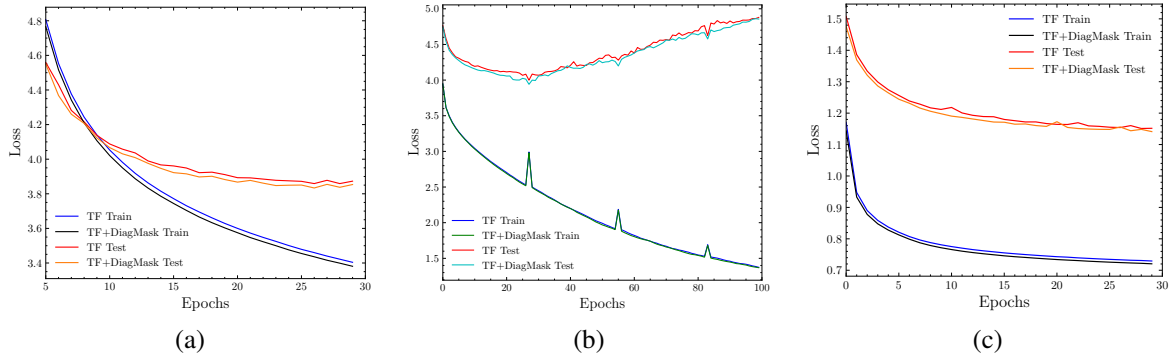 4.8
4.6
4.4
4.2
4.0
3.8
3.6
3.4
Loss
TF Train
TF+DiagMask Train
TF Test
TF+DiagMask Test
5 10 15 20 25 30
Epochs
(a)
5.0
4.5
4.0
3.5
3.0
2.5
2.0
1.5
Loss
TF Train
TF+DiagMask Train
TF Test
TF+DiagMask Test
0 20 40 60 80 100
Epochs
(b)
1.5
1.4
1.3
1.2
1.1
1.0
0.9
0.8
0.7
Loss
TF Train
TF+DiagMask Train
TF Test
TF+DiagMask Test
0 5 10 15 20 25 30
Epochs
(c)